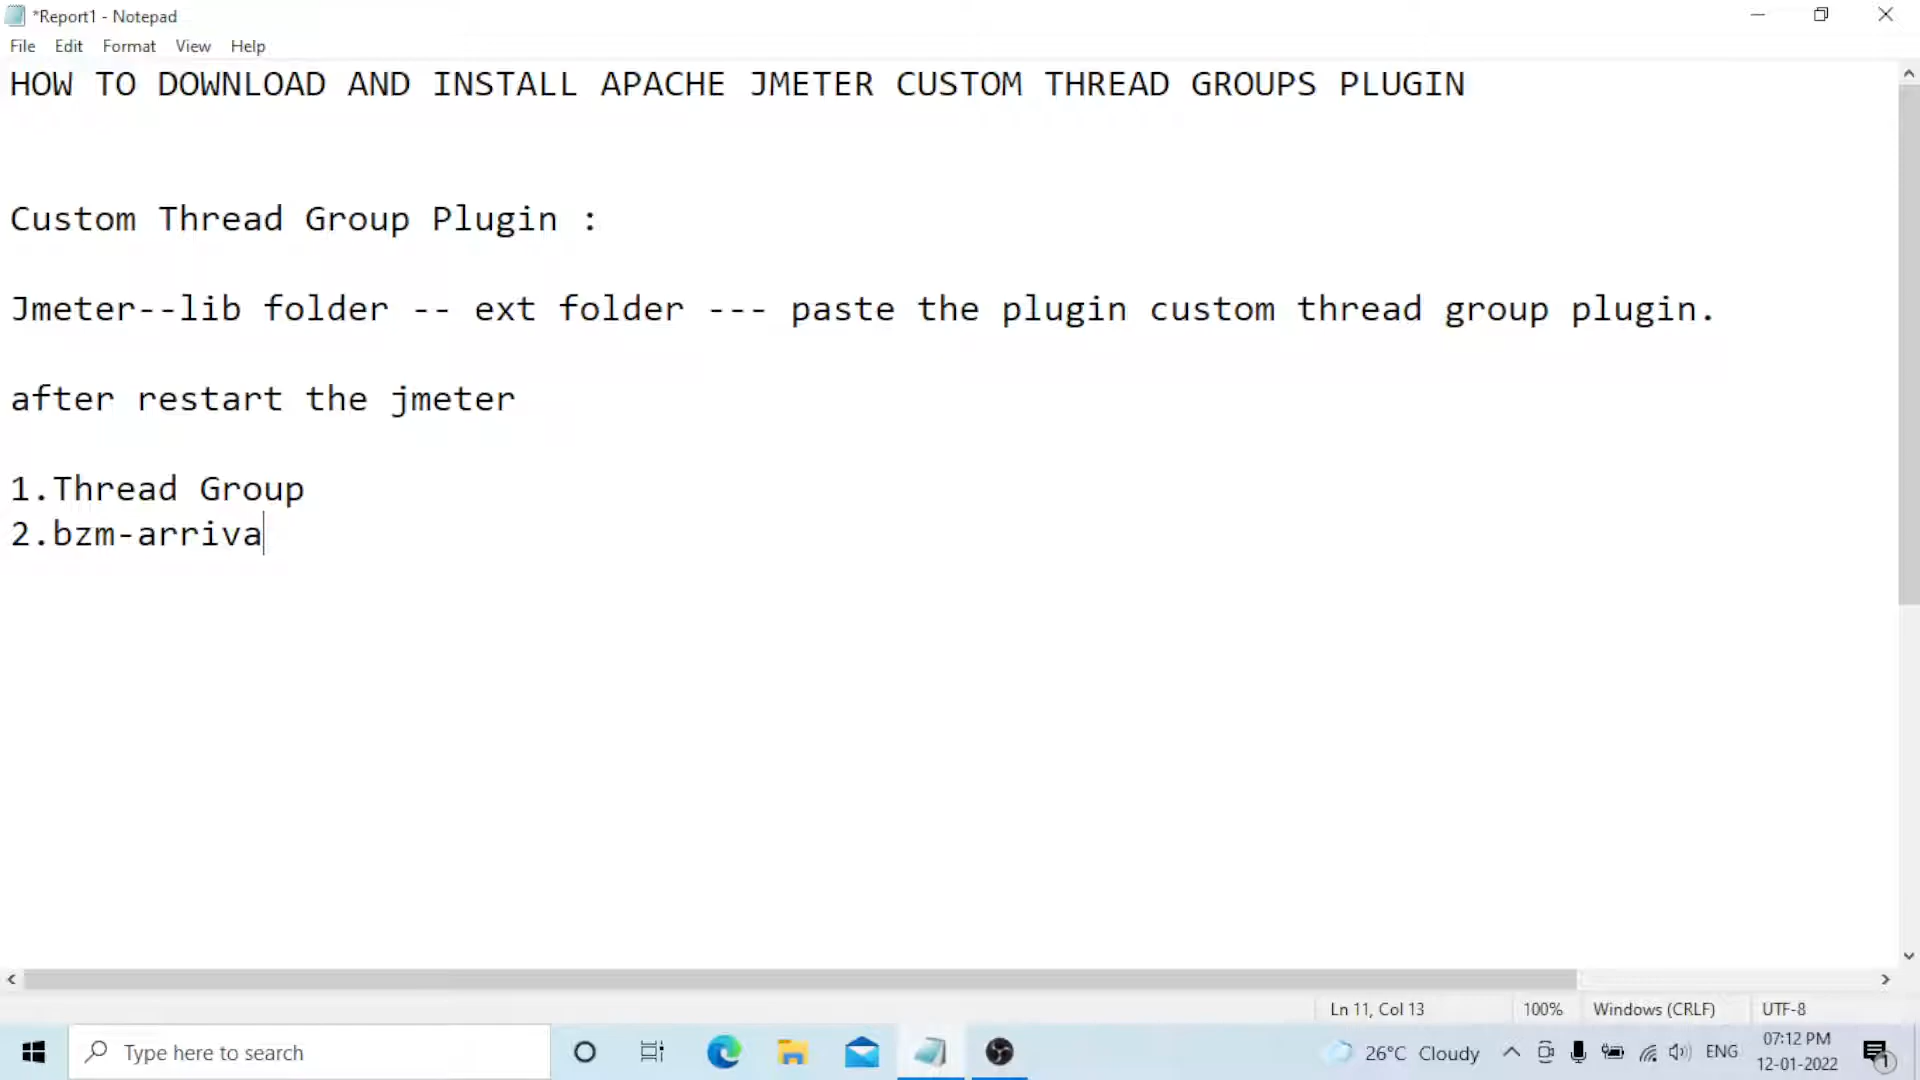 *Report1 - Notepad
File Edit Format View Help
HOW TO DOWNLOAD AND INSTALL APACHE JMETER CUSTOM THREAD GROUPS PLUGIN
Custom Thread Group Plugin :
Jmeter--lib folder -- ext folder --- paste the plugin custom thread group plugin.
after restart the jmeter
1.Thread Group
2.bzm-arriva
Ln 11, Col 13 100% Windows (CRLF) UTF-8
Type here to search
26°C Cloudy
ENG
07:12 PM
12-01-2022
1